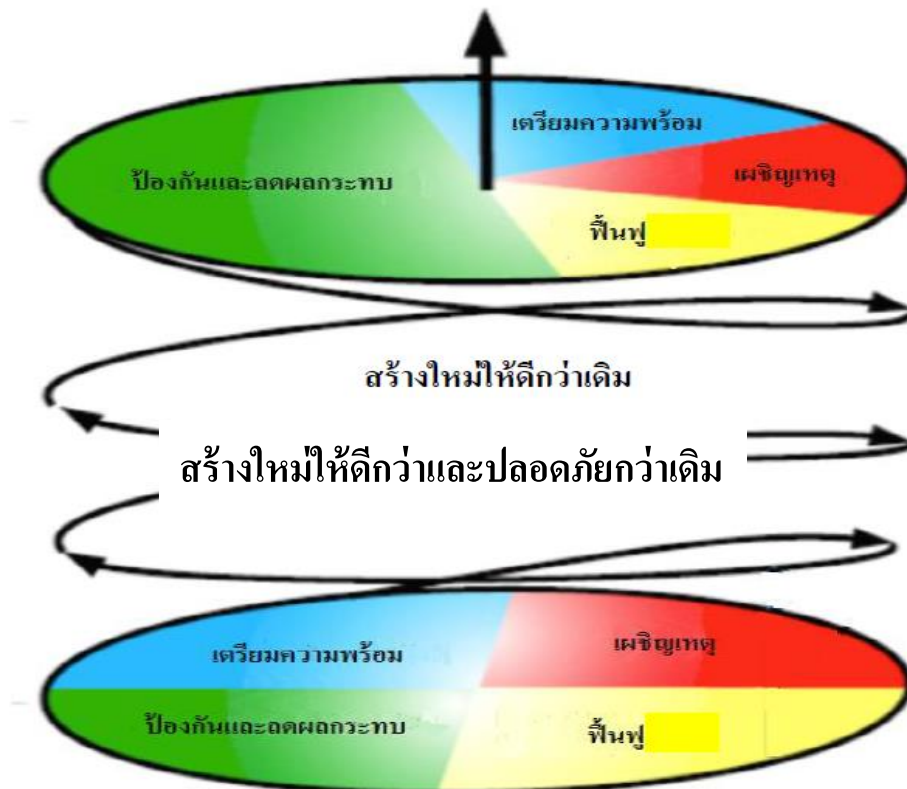 เตรียมความพร้อม
เผชิญเหตุ
ป้องกันและลดผลกระทบ
ฟื้นฟู
สร้างใหม่ให้ดีกว่าเดิม
สร้างใหม่ให้ดีกว่าและปลอดภัยกว่าเดิม
เผชิญเหตุ
เตรียมความพร้อม
ป้องกันและลดผลกระทบ
ฟื้นฟู